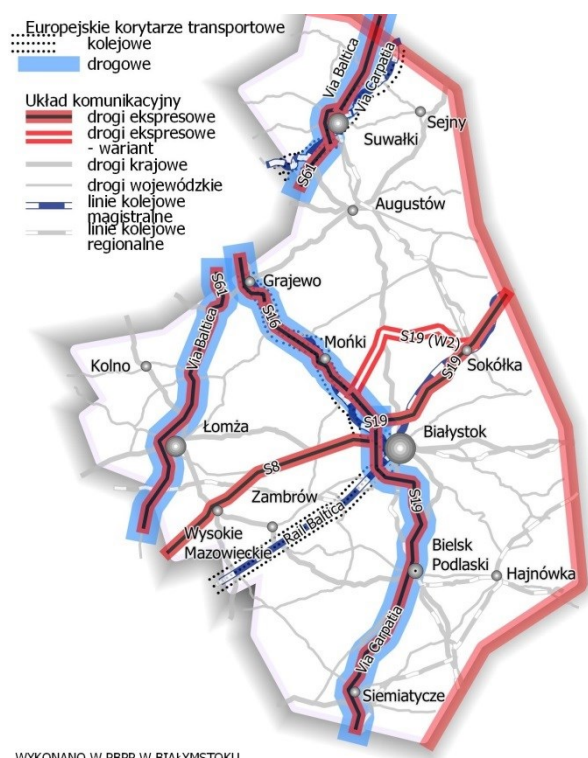 Europejskie korytarze transportowe
kolejowe
drogowe
Układ komunikacyjny
drogi ekspresowe
drogi ekspresowe
- wariant
drogi krajowe
drogi wojewódzkie
linie kolejowe
magistralne
linie kolejowe
regionalne
Via Baltica
Via Carpatia
Suwałki
Sejny
S61
Augustów
S61
Grajewo
S16
Via Baltica
Mońki
S19 (W2)
Kolno
Sokółka
S19
Łomża
S19
Białystok
S8
S19
Zambrów
Wysokie
Mazowieckie
Rail Baltica
Bielsk
Podlaski
Hajnówka
Via Carpatia
Siemiatycze
WYKONANO W PBPP W BIAŁYMSTOKU